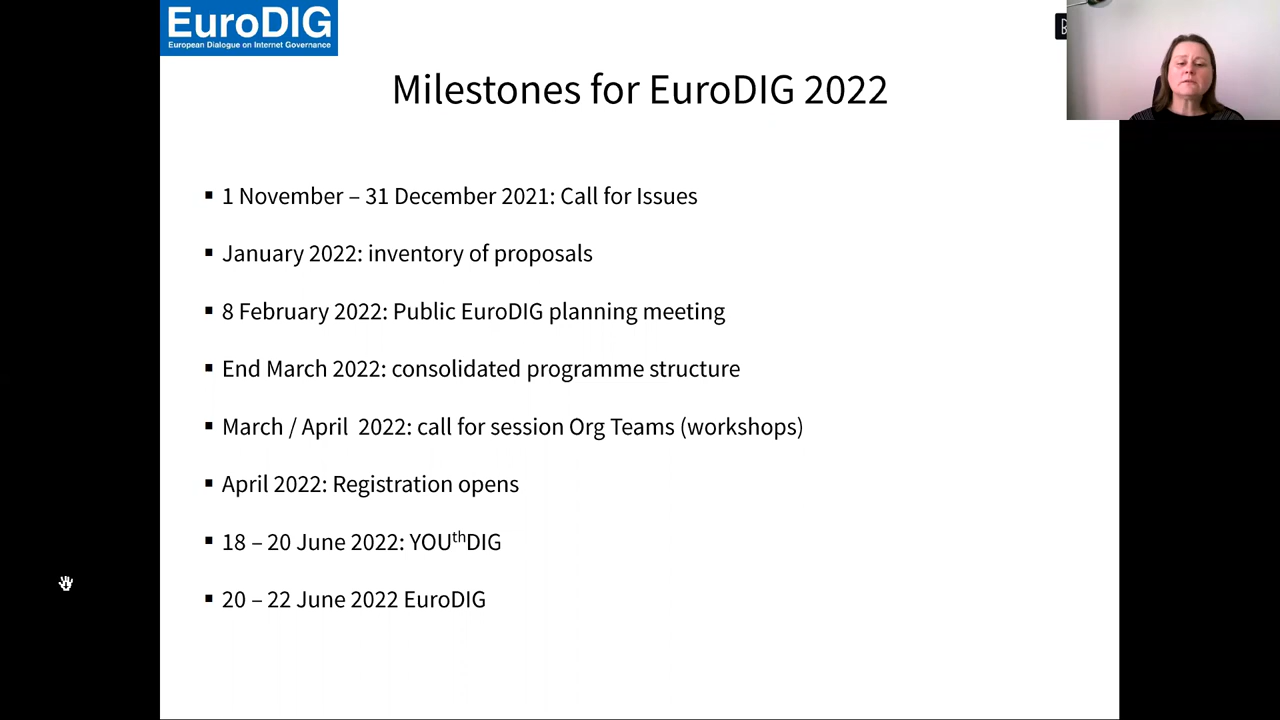 EuroDIG
European Dialogue on Internet Governance
Milestones for EuroDIG 2022
▪ 1 November – 31 December 2021: Call for Issues
▪ January 2022: inventory of proposals
▪ 8 February 2022: Public EuroDIG planning meeting
▪ End March 2022: consolidated programme structure
▪ March / April  2022: call for session Org Teams (workshops)
▪ April 2022: Registration opens
▪ 18 – 20 June 2022: YOUthDIG
▪ 20 – 22 June 2022 EuroDIG